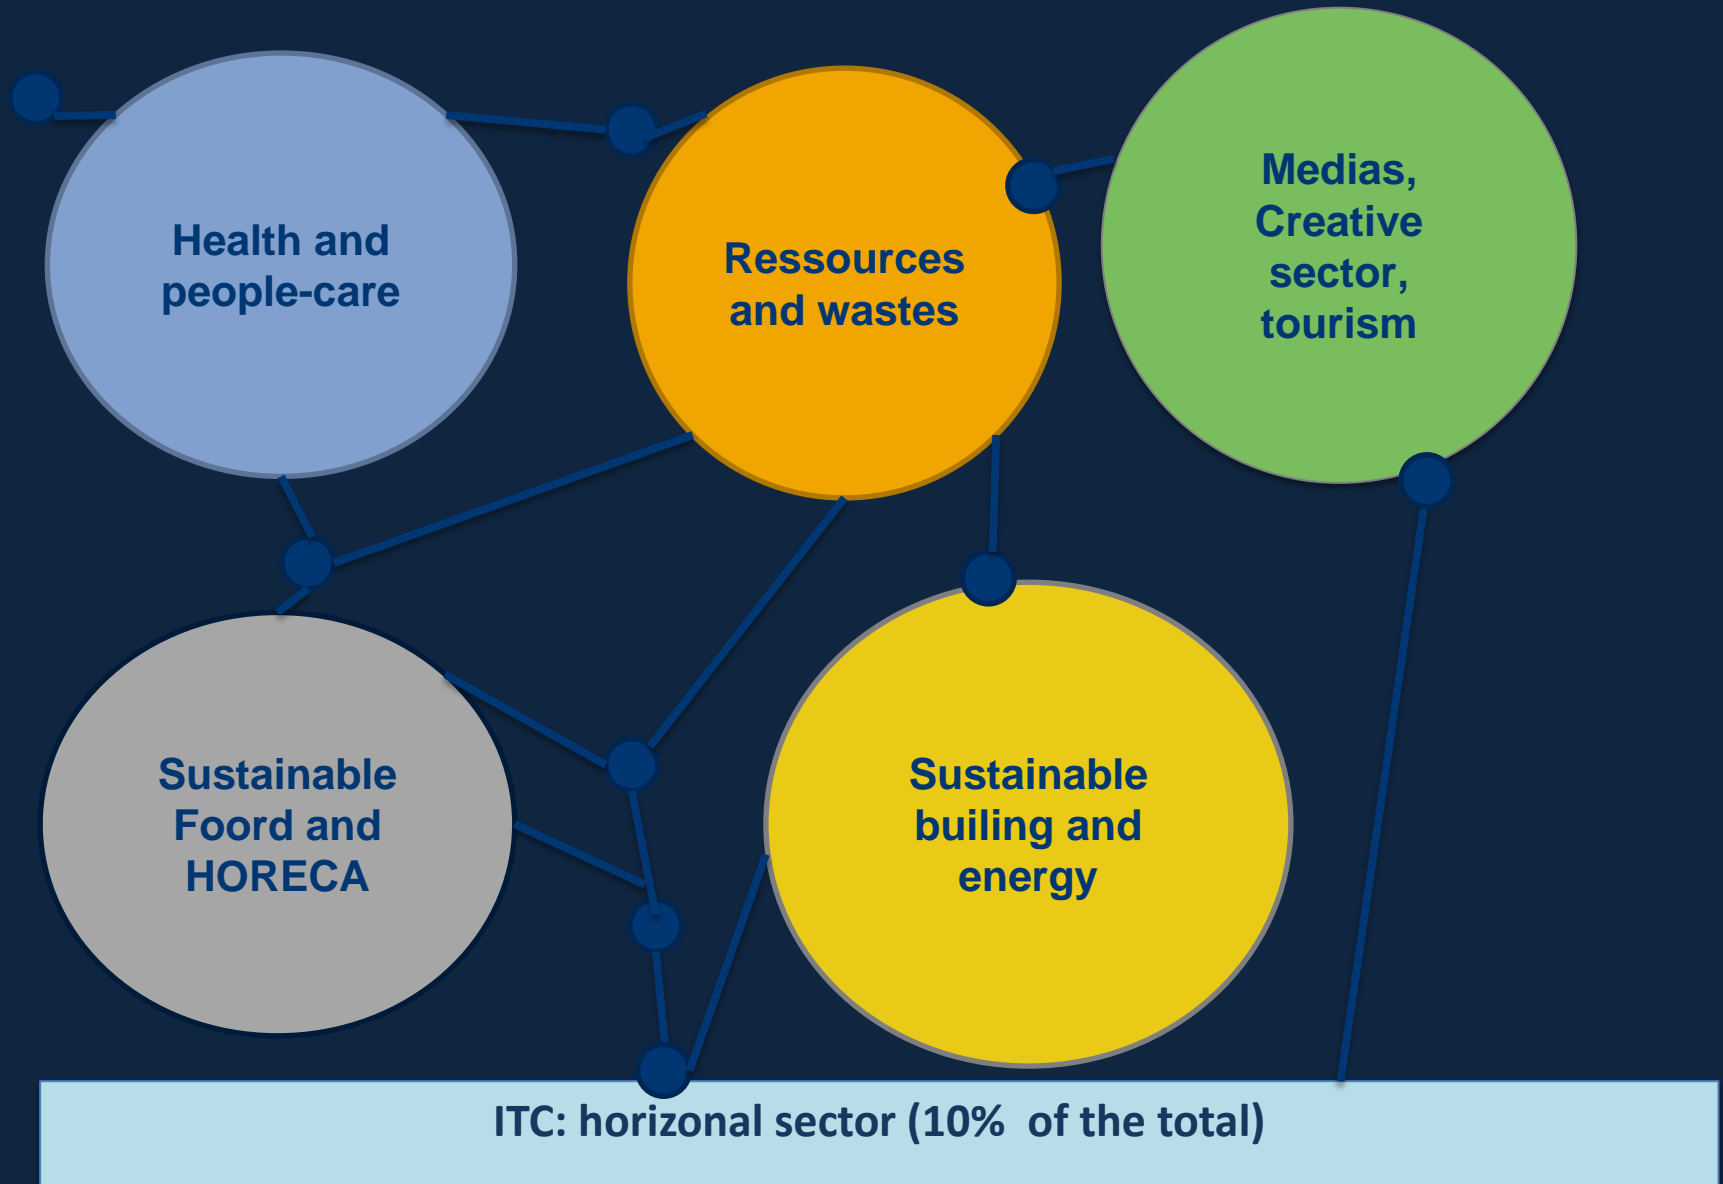 Health and
people-care
Ressources
and wastes
Medias,
Creative
sector,
tourism
Sustainable
Foord and
HORECA
Sustainable
builing and
energy
ITC: horizonal sector (10%  of the total)